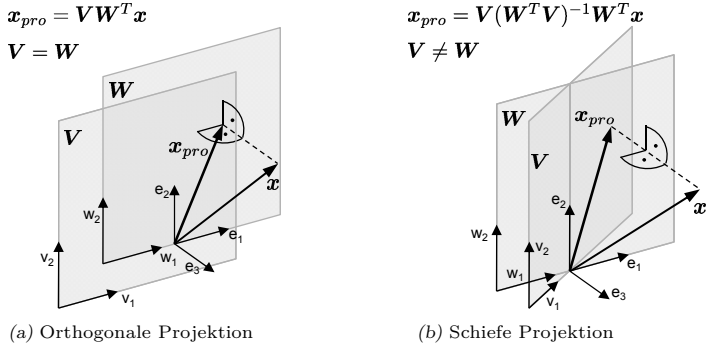 x_pro = VW^T x
V = W
W
V
x_pro
x
e_2
w_2
e_1
w_1
v_2
e_3
v_1
(a) Orthogonale Projektion
x_pro = V(W^T V)^-1 W^T x
V ≠ W
W
x_pro
V
x
e_2
w_2
v_2
e_1
w_1
e_3
v_1
(b) Schiefe Projektion